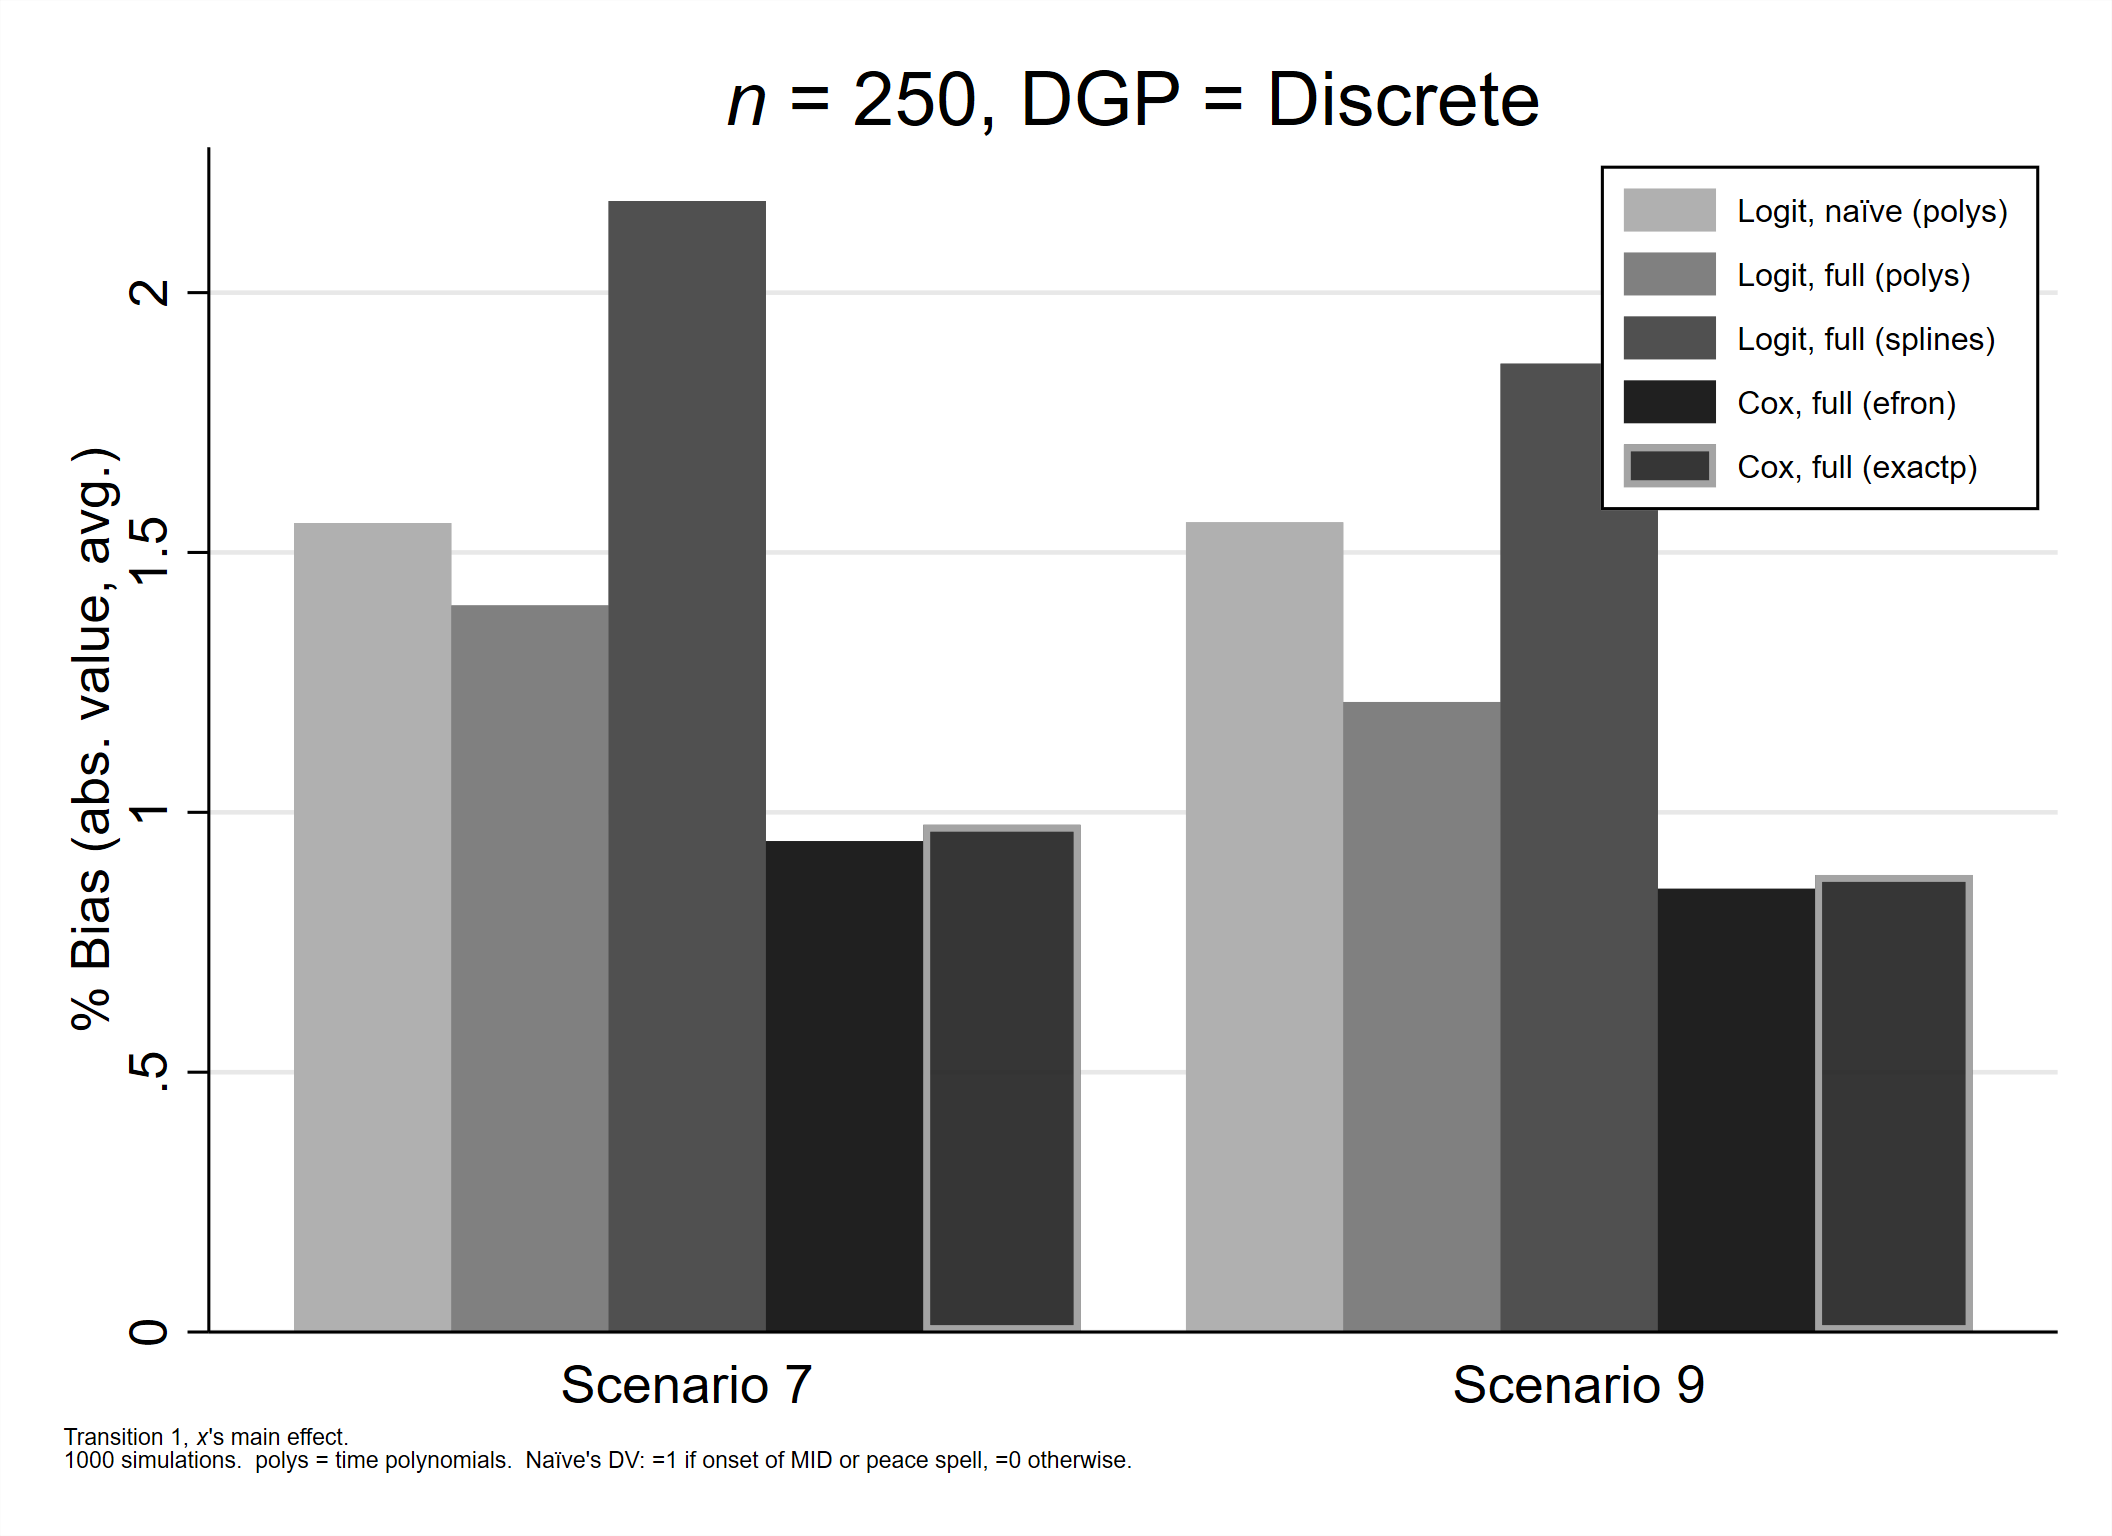 n = 250, DGP = Discrete
% Bias (abs. value, avg.)
2
1.5
1
.5
0
Logit, naïve (polys)
Logit, full (polys)
Logit, full (splines)
Cox, full (efron)
Cox, full (exactp)
Scenario 7
Scenario 9
Transition 1, x's main effect.
1000 simulations.  polys = time polynomials.  Naïve's DV: =1 if onset of MID or peace spell, =0 otherwise.